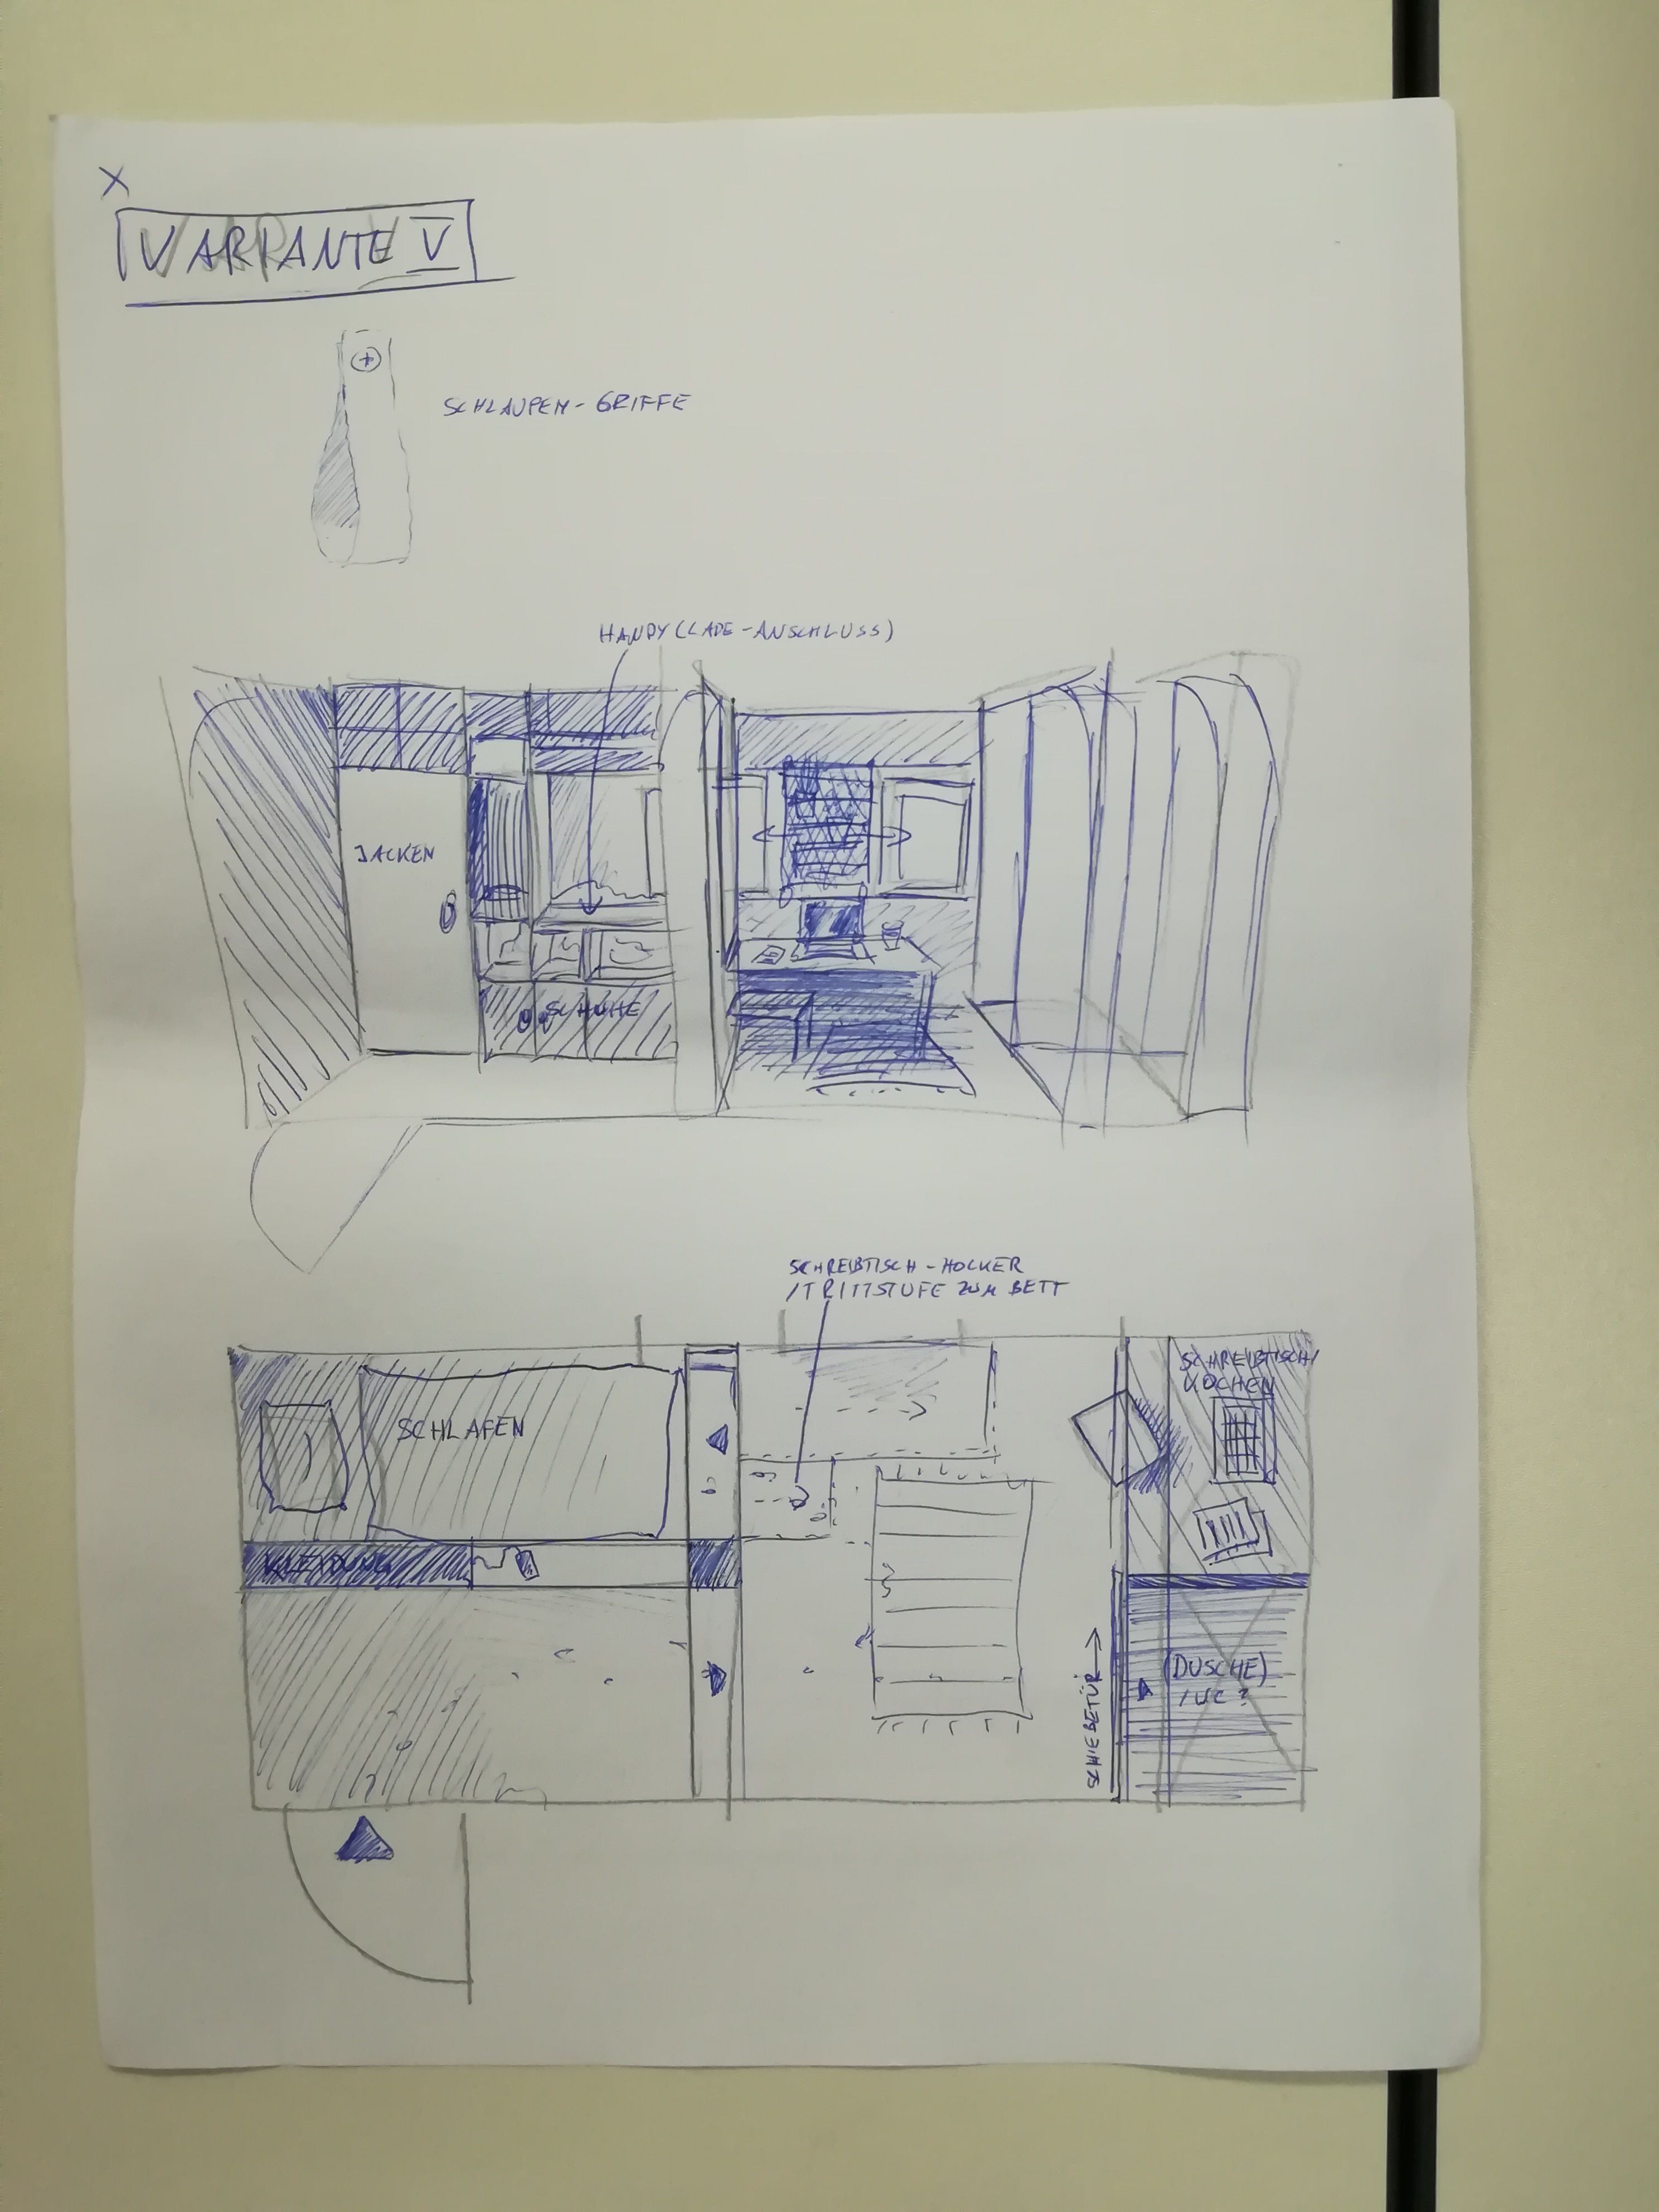 X
VARIANTE V
SCHLAUFEN-GRIFFE
HANDY (LADE-ANSCHLUSS)
JACKEN
SCHUHE
SCHREIBTISCH-HOCKER
/TRITTSTUFE ZUM BETT
SCHREIBTISCH/
KOCHEN
SCHLAFEN
SCHIEBETÜR
(DUSCHE)
/WC?